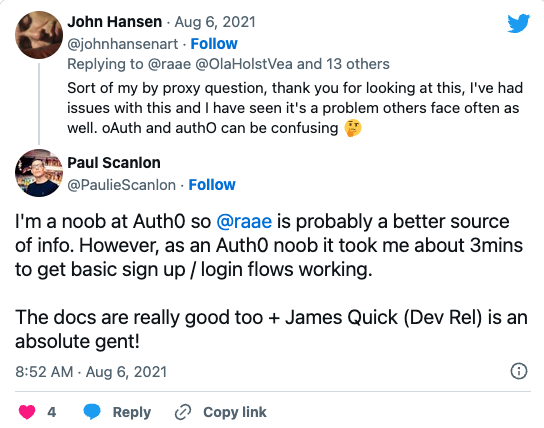 John Hansen · Aug 6, 2021
@johnhansenart · Follow
Replying to @raae @OlaHolstVea and 13 others
Sort of my by proxy question, thank you for looking at this, I've had
issues with this and I have seen it's a problem others face often as
well. oAuth and authO can be confusing 🤔
Paul Scanlon
@PaulieScanlon · Follow
I'm a noob at Auth0 so @raae is probably a better source
of info. However, as an Auth0 noob it took me about 3mins
to get basic sign up / login flows working.
The docs are really good too + James Quick (Dev Rel) is an
absolute gent!
8:52 AM · Aug 6, 2021
4 Reply Copy link